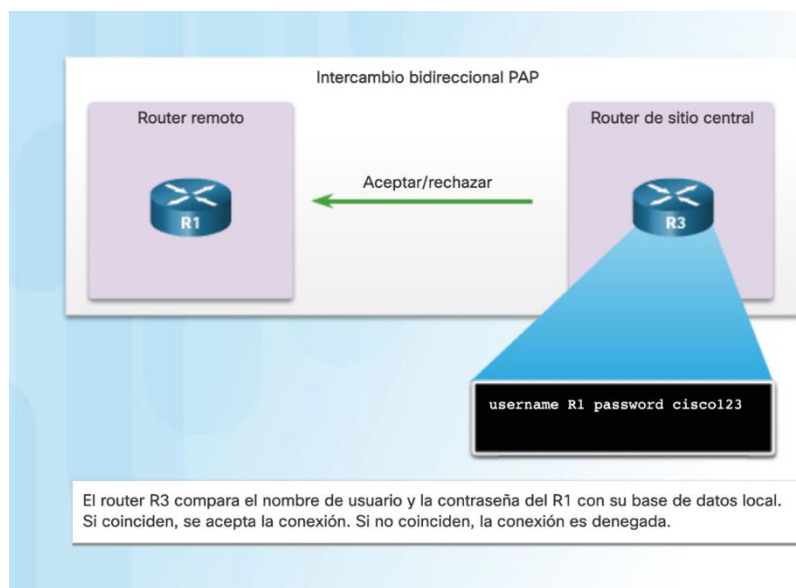 Intercambio bidireccional PAP
Router remoto
Router de sitio central
Aceptar/rechazar
R1
R3
username R1 password cisco123
El router R3 compara el nombre de usuario y la contraseña del R1 con su base de datos local.
Si coinciden, se acepta la conexión. Si no coinciden, la conexión es denegada.